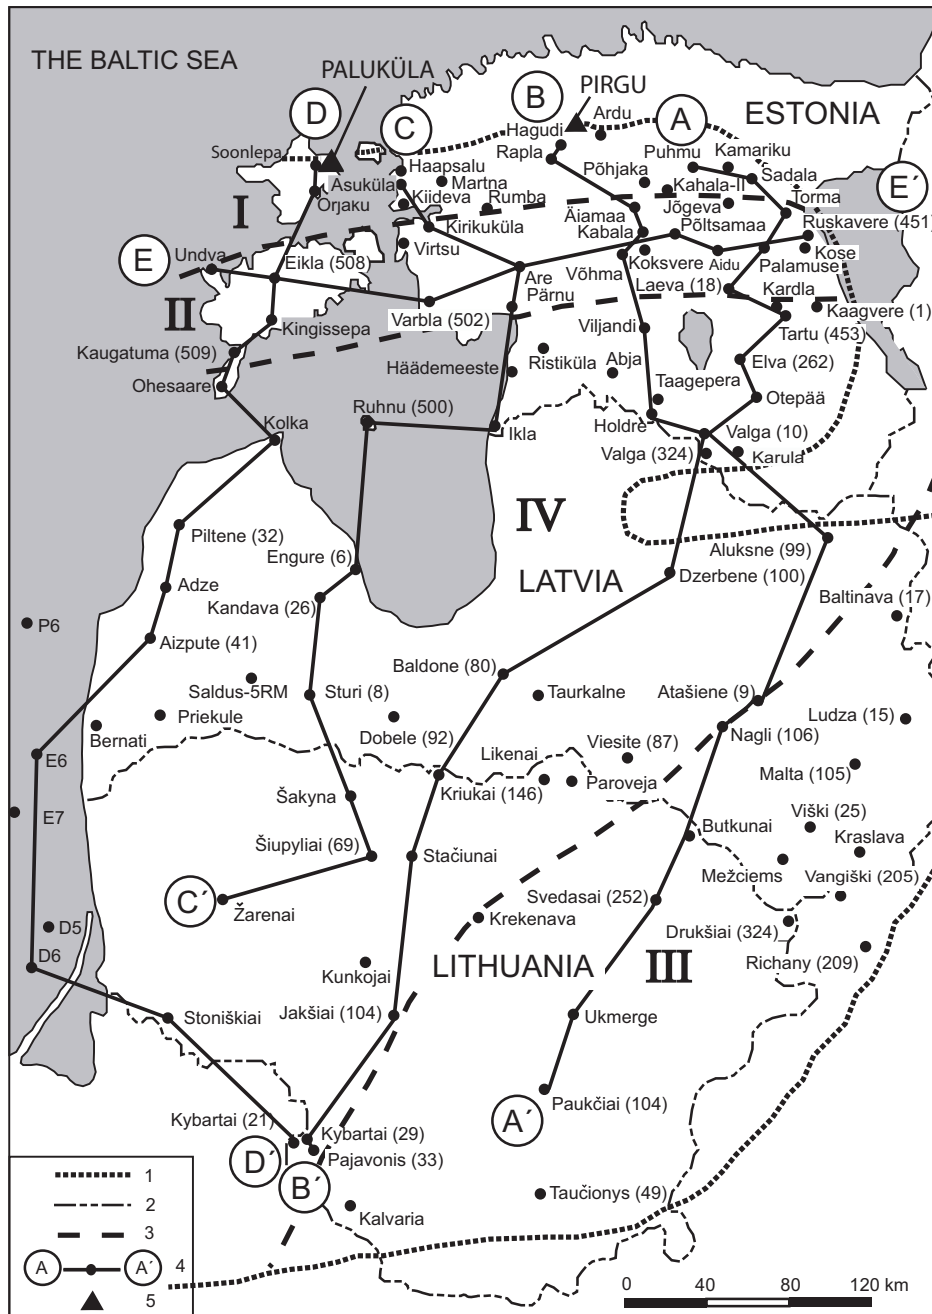 THE BALTIC SEA
PALUKÜLA
PIRGU
D
C
B
A
Ardu
ESTONIA
Hagudi
Rapla
Puhmu
Kamariku
Soonlepa
Haapsalu
Põhjaka
Sadala
E´
Asuküla
Martna
Kahala-II
Orjaku
Kiideva
Rumba
Torma
I
Äiamaa
Jõgeva
Kirikuküla
Kabala
Põltsamaa
Ruskavere (451)
E
Undva
Virtsu
Eikla (508)
Are
Võhma
Koksvere
Aidu
Palamuse
Kose
Pärnu
Laeva (18)
Kardla
II
Varbla (502)
Kaagvere (1)
Kingissepa
Viljandi
Tartu (453)
Kaugatuma (509)
Häädemeeste
Ristiküla
Abja
Elva (262)
Ohesaare
Taagepera
Otepää
Ruhnu (500)
Kolka
Ikla
Holdre
Valga (10)
Valga (324)
Karula
IV
Piltene (32)
Aluksne (99)
Engure (6)
LATVIA
Dzerbene (100)
Adze
Kandava (26)
Baltinava (17)
P6
Aizpute (41)
Baldone (80)
Saldus-5RM
Sturi (8)
Taurkalne
Atašiene (9)
Priekule
Ludza (15)
Bernati
Dobele (92)
Nagli (106)
Likenai
Viesite (87)
E6
Malta (105)
Kriukai (146)
Paroveja
Šakyna
E7
Viški (25)
Butkunai
Kraslava
Šiupyliai (69)
Stačiunai
Mežciems
Vangiški (205)
C´
Žarenai
Svedasai (252)
Krekenava
D5
Drukšiai (324)
D6
LITHUANIA
III
Richany (209)
Kunkojai
Stoniškiai
Jakšiai (104)
Ukmerge
Paukčiai (104)
A´
Kybartai (21)
Kybartai (29)
D´
Pajavonis (33)
B´
Taučionys (49)
Kalvaria
1
2
3
A
A´
4
5
0 40 80 120 km